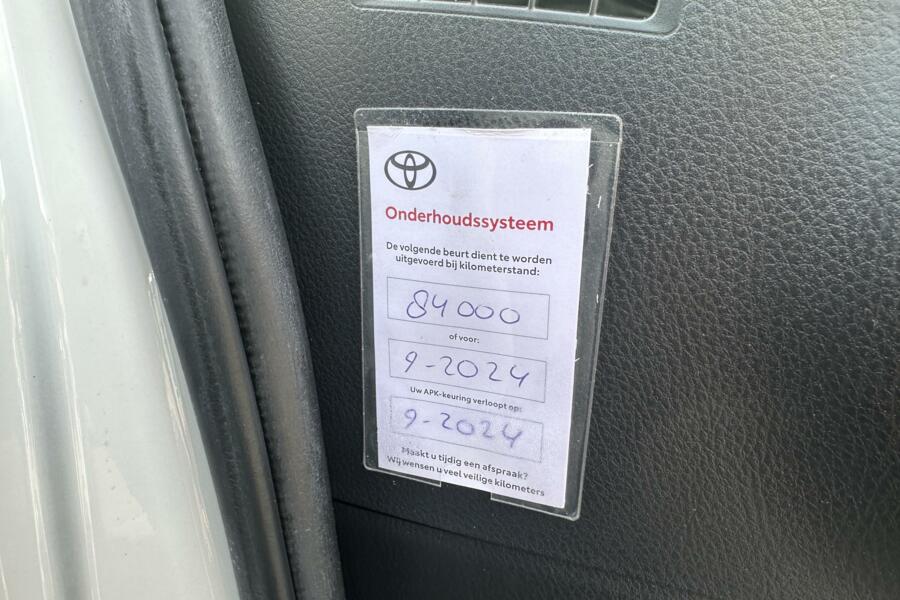 Onderhoudssysteem
De volgende beurt dient te worden
uitgevoerd bij kilometerstand:
84000
of voor:
9-2024
Uw APK-keuring verloopt op:
9-2024
Maakt u tijdig een afspraak?
Wij wensen u veel veilige kilometers